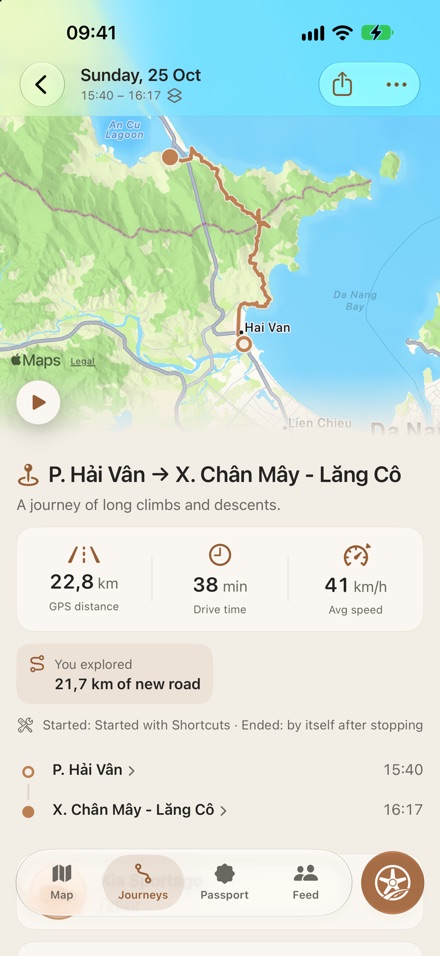 09:41
Sunday, 25 Oct
15:40 – 16:17
An Cu
Lagoon
Da Nang
Bay
Hai Van
Maps Legal
Lien Chieu
P. Hải Vân → X. Chân Mây - Lăng Cô
A journey of long climbs and descents.
22,8 km
GPS distance
38 min
Drive time
41 km/h
Avg speed
You explored
21,7 km of new road
Started: Started with Shortcuts · Ended: by itself after stopping
P. Hải Vân
15:40
X. Chân Mây - Lăng Cô
16:17
Map
Journeys
Passport
Feed